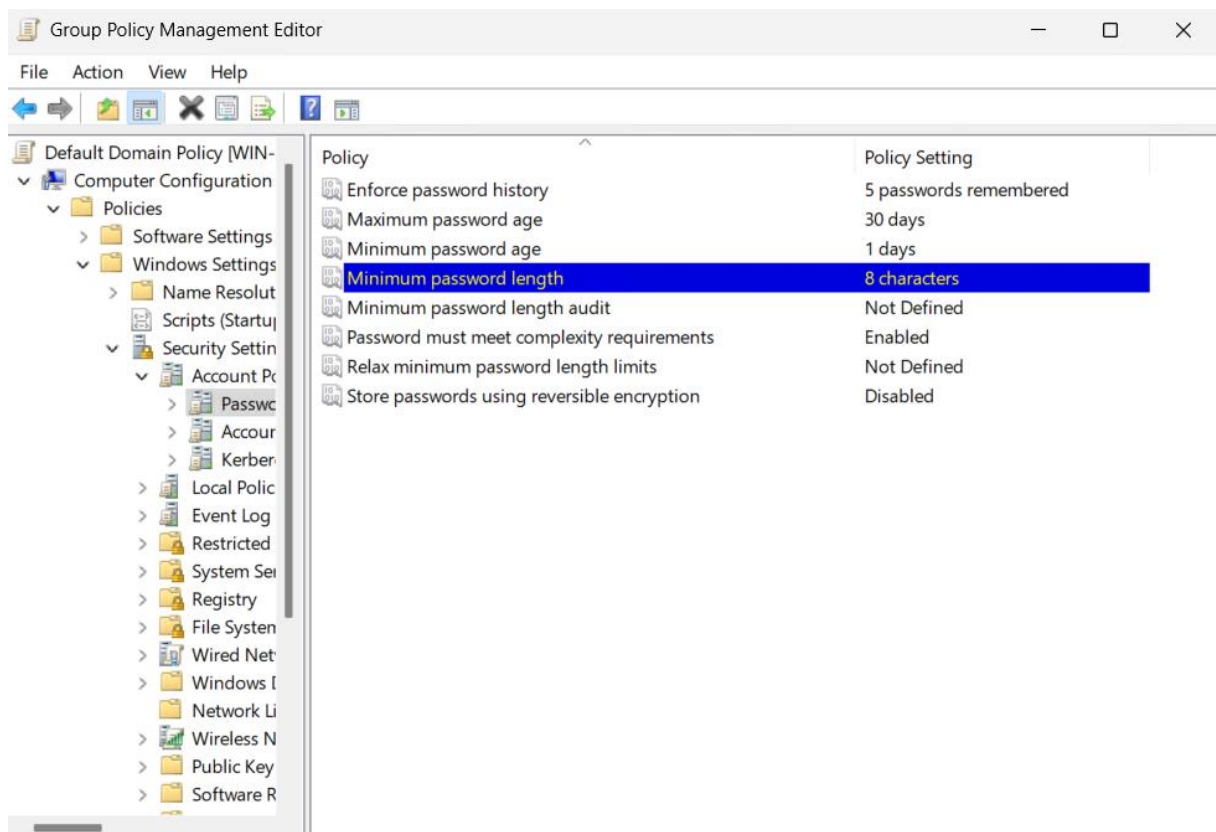 Group Policy Management Editor
File Action View Help
Default Domain Policy [WIN-
Computer Configuration
Policies
Software Settings
Windows Settings
Name Resolut
Scripts (Startu
Security Settin
Account Po
Passwo
Accour
Kerber
Local Polic
Event Log
Restricted
System Ser
Registry
File System
Wired Net
Windows D
Network Li
Wireless N
Public Key
Software R
Policy Policy Setting
Enforce password history 5 passwords remembered
Maximum password age 30 days
Minimum password age 1 days
Minimum password length 8 characters
Minimum password length audit Not Defined
Password must meet complexity requirements Enabled
Relax minimum password length limits Not Defined
Store passwords using reversible encryption Disabled